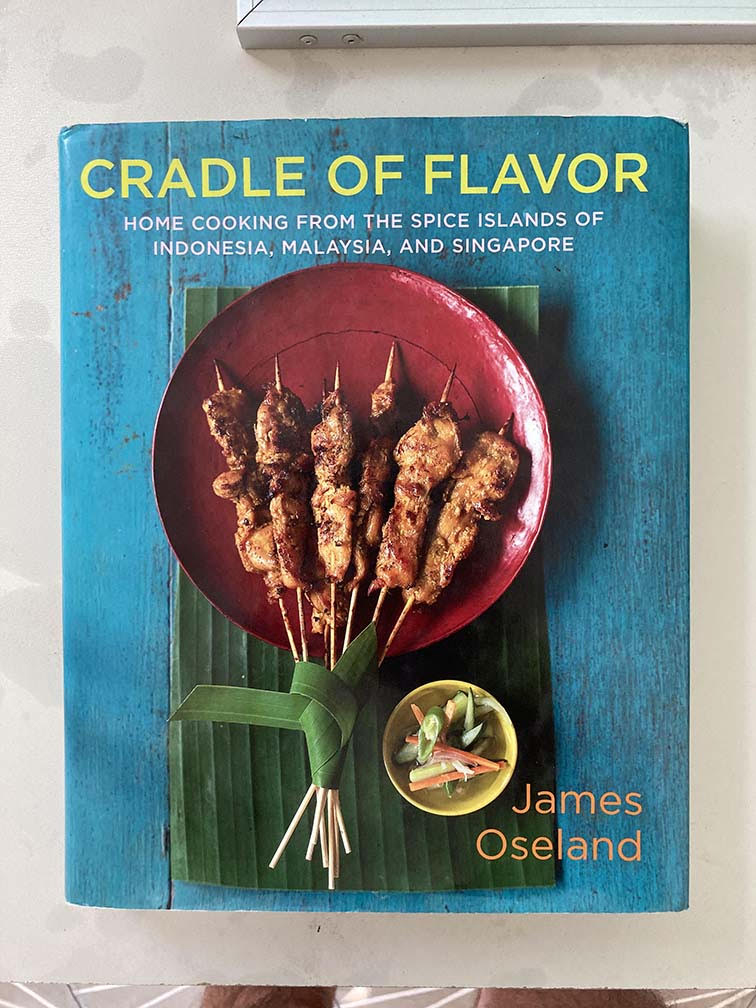 CRADLE OF FLAVOR
HOME COOKING FROM THE SPICE ISLANDS OF
INDONESIA, MALAYSIA, AND SINGAPORE
James
Oseland